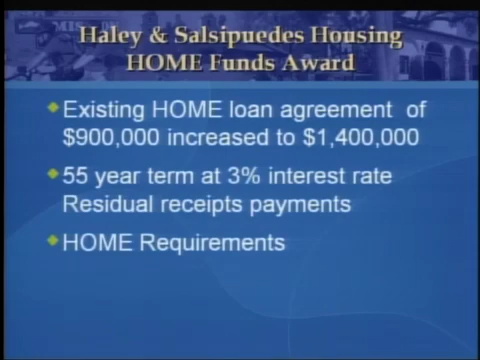 Haley & Salsipuedes Housing
HOME Funds Award
Existing HOME loan agreement of
$900,000 increased to $1,400,000
55 year term at 3% interest rate
Residual receipts payments
HOME Requirements